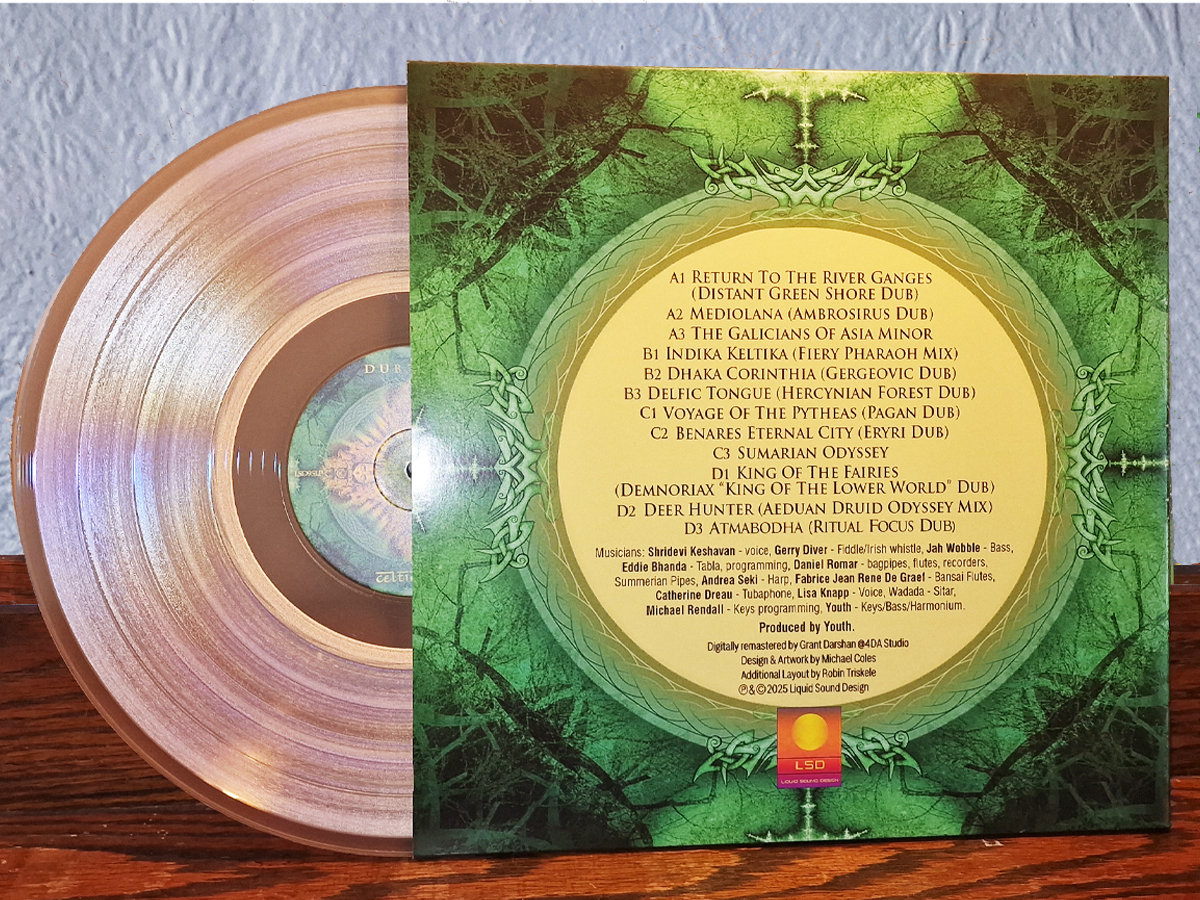 DUB
LSD95LP
Celti
A1 Return To The River Ganges
(Distant Green Shore Dub)
A2 Mediolana (Ambrosirus Dub)
A3 The Galicians Of Asia Minor
B1 Indika Keltika (Fiery Pharaoh Mix)
B2 Dhaka Corinthia (Gergeovic Dub)
B3 Delfic Tongue (Hercynian Forest Dub)
C1 Voyage Of The Pytheas (Pagan Dub)
C2 Benares Eternal City (Eryri Dub)
C3 Sumarian Odyssey
D1 King Of The Fairies
(Demnoriax "King Of The Lower World" Dub)
D2 Deer Hunter (Aeduan Druid Odyssey Mix)
D3 Atmabodha (Ritual Focus Dub)
Musicians: Shridevi Keshavan - voice, Gerry Diver - Fiddle/Irish whistle, Jah Wobble - Bass,
Eddie Bhanda - Tabla, programming, Daniel Romar - bagpipes, flutes, recorders,
Summerian Pipes, Andrea Seki - Harp, Fabrice Jean Rene De Graef - Bansai Flutes,
Catherine Dreau - Tubaphone, Lisa Knapp - Voice, Wadada - Sitar,
Michael Rendall - Keys programming, Youth - Keys/Bass/Harmonium.
Produced by Youth.
Digitally remastered by Grant Darshan @4DA Studio
Design & Artwork by Michael Coles
Additional Layout by Robin Triskele
℗&©2025 Liquid Sound Design
LSD
LIQUID SOUND DESIGN